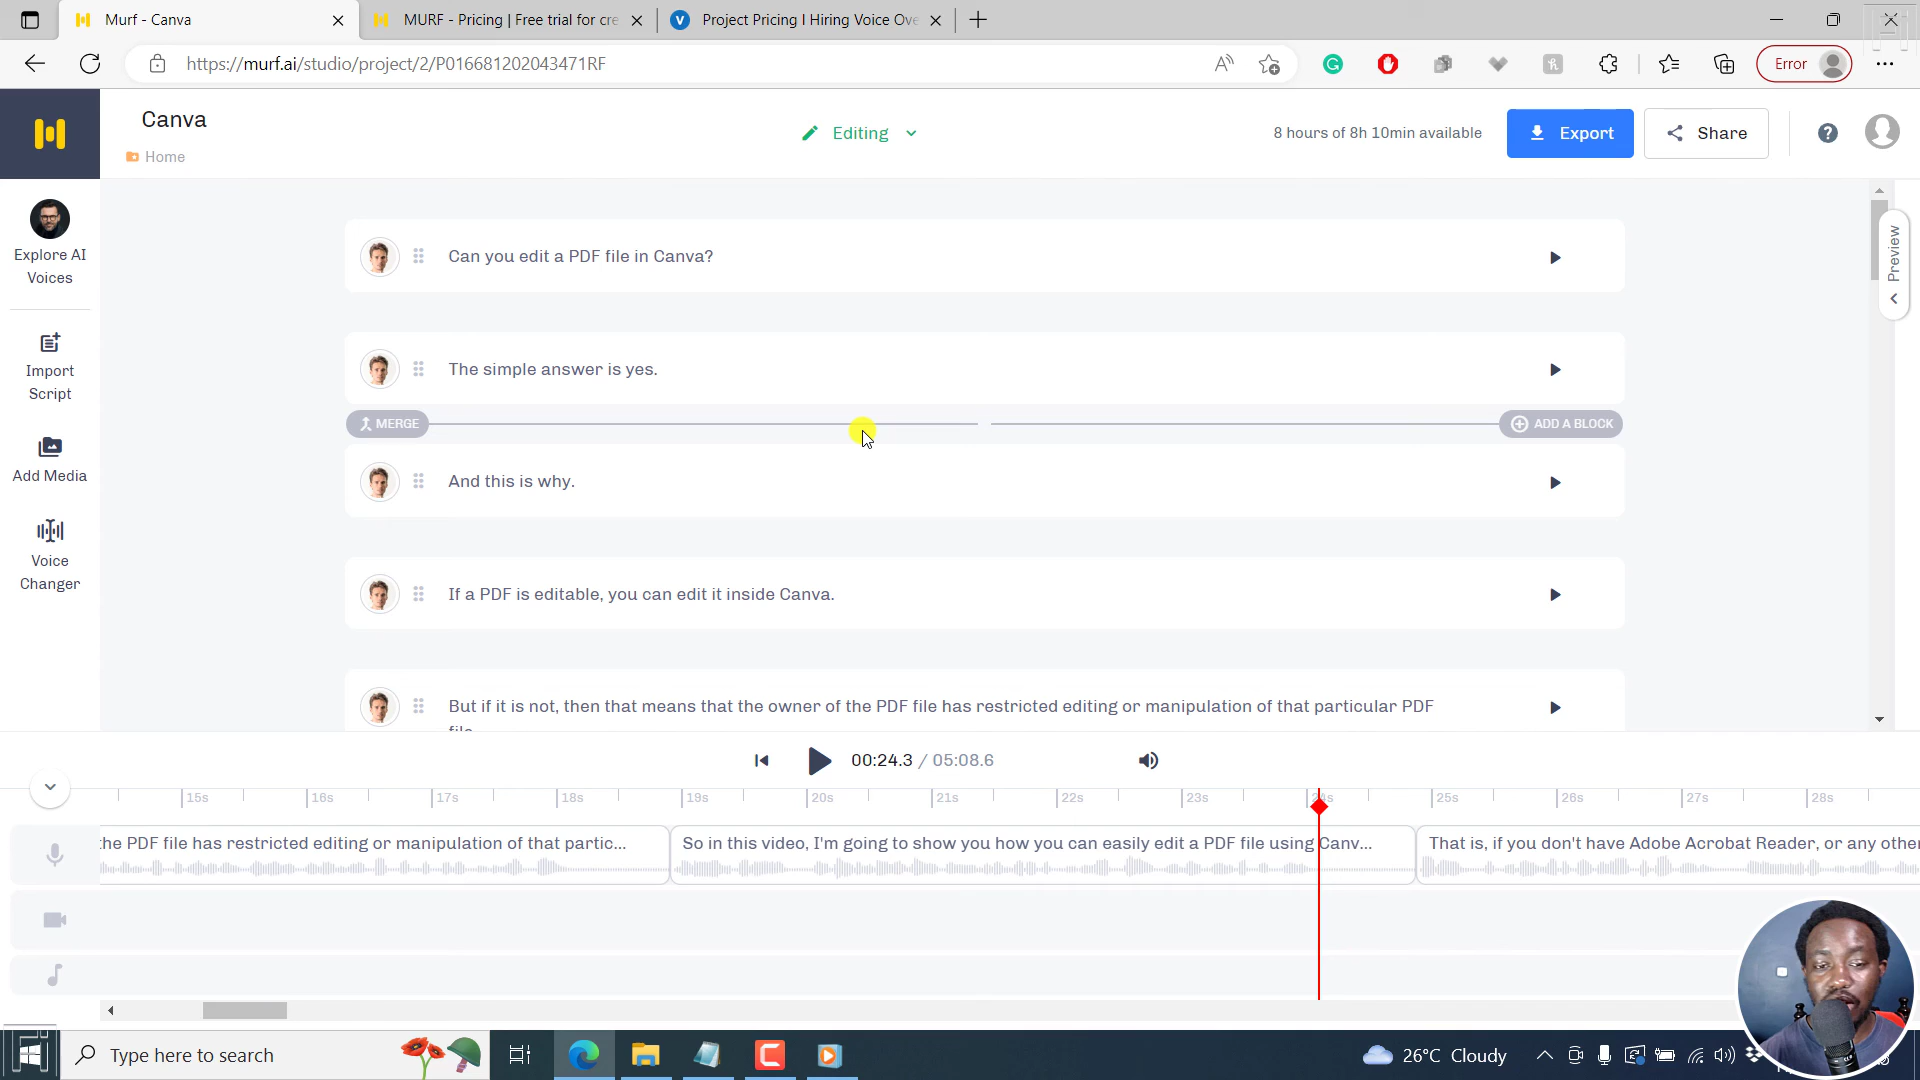 Murf - Canva
MURF - Pricing | Free trial for cre
Project Pricing I Hiring Voice Ove
https://murf.ai/studio/project/2/P016681202043471RF
Error
Canva
Home
Editing
8 hours of 8h 10min available
Export
Share
Explore AI
Voices
Import
Script
Add Media
Voice
Changer
Preview
Can you edit a PDF file in Canva?
The simple answer is yes.
MERGE
ADD A BLOCK
And this is why.
If a PDF is editable, you can edit it inside Canva.
But if it is not, then that means that the owner of the PDF file has restricted editing or manipulation of that particular PDF
file
00:24.3 / 05:08.6
15s 16s 17s 18s 19s 20s 21s 22s 23s 24s 25s 26s 27s 28s
the PDF file has restricted editing or manipulation of that partic...
So in this video, I'm going to show you how you can easily edit a PDF file using Canv...
That is, if you don't have Adobe Acrobat Reader, or any other
Type here to search
26°C Cloudy